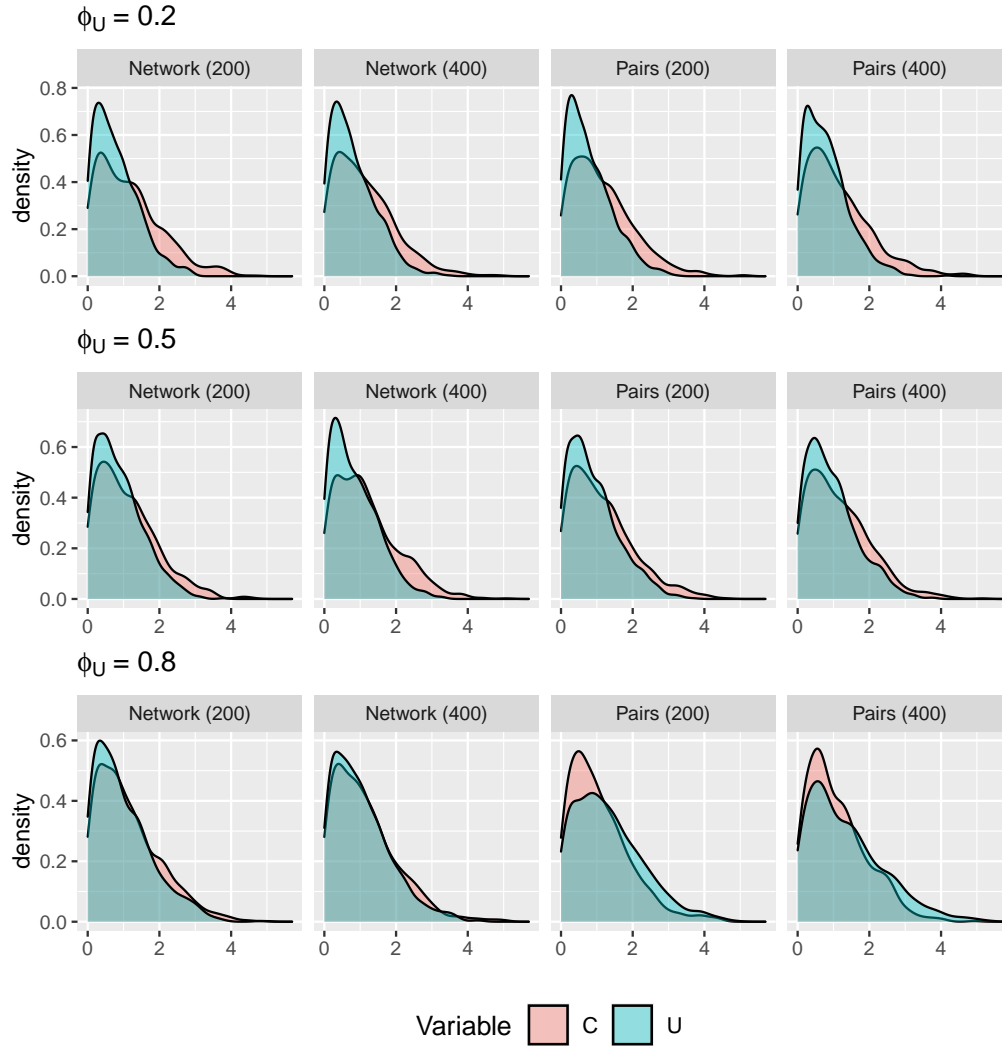 ϕU = 0.2
Network (200) Network (400) Pairs (200) Pairs (400)
0.8
0.6
0.4
0.2
0.0
density
0 2 4 0 2 4 0 2 4 0 2 4
ϕU = 0.5
Network (200) Network (400) Pairs (200) Pairs (400)
0.6
0.4
0.2
0.0
density
0 2 4 0 2 4 0 2 4 0 2 4
ϕU = 0.8
Network (200) Network (400) Pairs (200) Pairs (400)
0.6
0.4
0.2
0.0
density
0 2 4 0 2 4 0 2 4 0 2 4
Variable C U